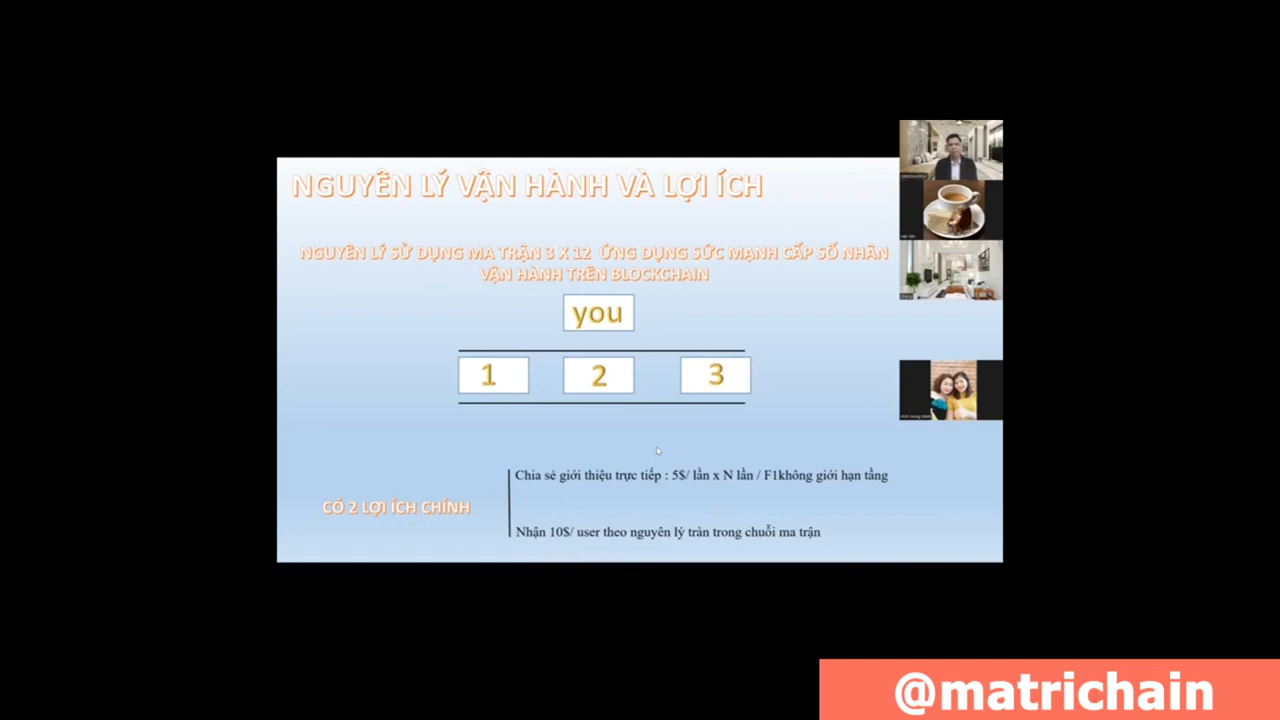 NGUYÊN LÝ VẬN HÀNH VÀ LỢI ÍCH
NGUYÊN LÝ SỬ DỤNG MA TRẬN 3 X 12 ỨNG DỤNG SỨC MẠNH CẤP SỐ NHÂN
VẬN HÀNH TRÊN BLOCKCHAIN
you
1 2 3
Chia sẻ giới thiệu trực tiếp : 5$/ lần x N lần / F1không giới hạn tầng
CÓ 2 LỢI ÍCH CHÍNH
Nhận 10$/ user theo nguyên lý tràn trong chuỗi ma trận
@matrichain